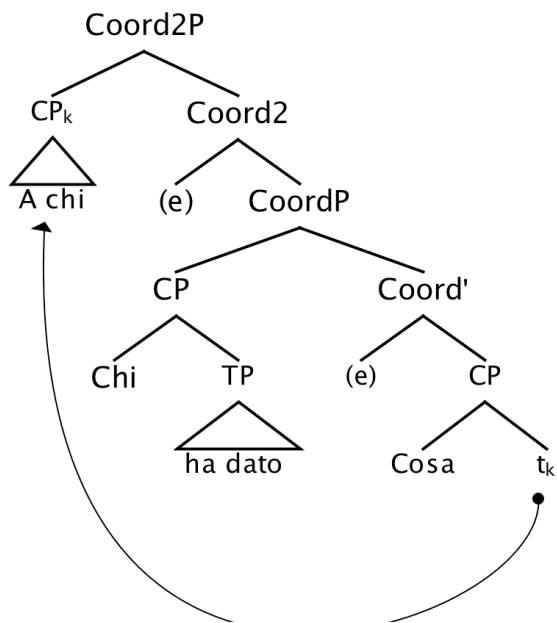 Coord2P
CPₖ Coord2
A chi (e) CoordP
CP Coord'
Chi TP (e) CP
ha dato Cosa tₖ